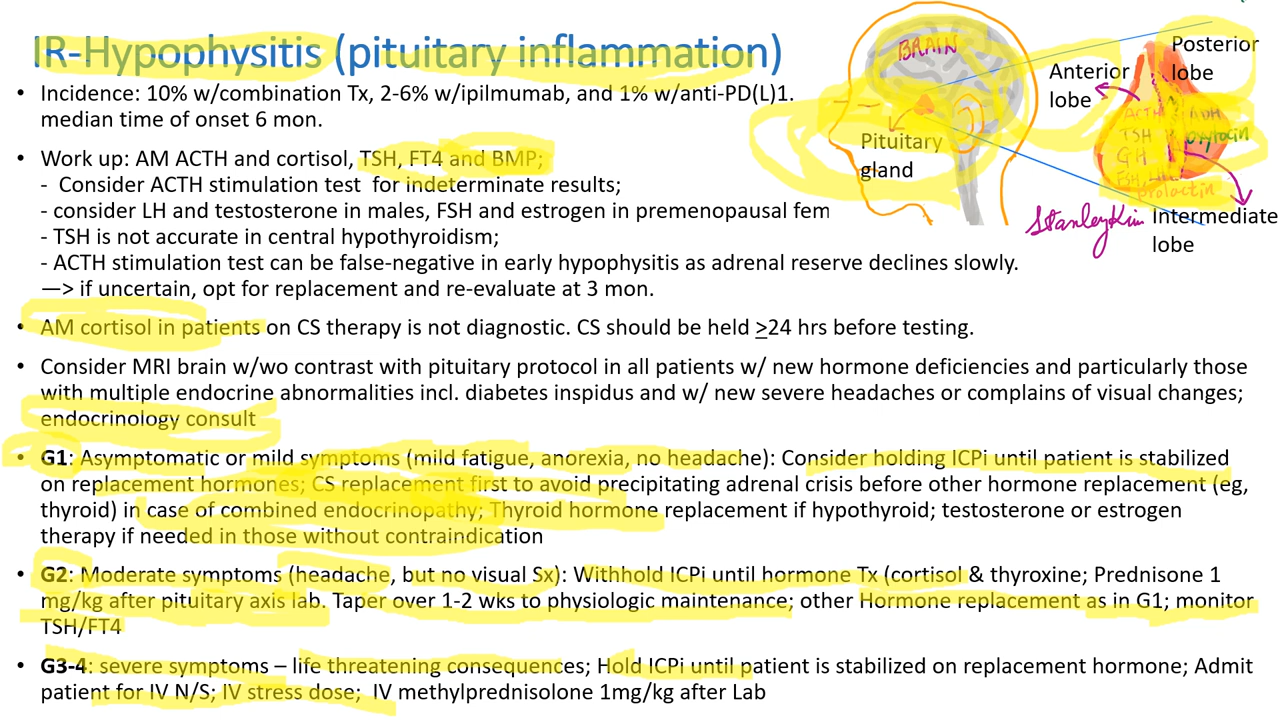 IR-Hypophysitis (pituitary inflammation)
• Incidence: 10% w/combination Tx, 2-6% w/ipilmumab, and 1% w/anti-PD(L)1.
median time of onset 6 mon.
• Work up: AM ACTH and cortisol, TSH, FT4 and BMP;
- Consider ACTH stimulation test for indeterminate results;
- consider LH and testosterone in males, FSH and estrogen in premenopausal fem
- TSH is not accurate in central hypothyroidism;
- ACTH stimulation test can be false-negative in early hypophysitis as adrenal reserve declines slowly.
—> if uncertain, opt for replacement and re-evaluate at 3 mon.
• AM cortisol in patients on CS therapy is not diagnostic. CS should be held >24 hrs before testing.
• Consider MRI brain w/wo contrast with pituitary protocol in all patients w/ new hormone deficiencies and particularly those
with multiple endocrine abnormalities incl. diabetes inspidus and w/ new severe headaches or complains of visual changes;
endocrinology consult
• G1: Asymptomatic or mild symptoms (mild fatigue, anorexia, no headache): Consider holding ICPi until patient is stabilized
on replacement hormones; CS replacement first to avoid precipitating adrenal crisis before other hormone replacement (eg,
thyroid) in case of combined endocrinopathy; Thyroid hormone replacement if hypothyroid; testosterone or estrogen
therapy if needed in those without contraindication
• G2: Moderate symptoms (headache, but no visual Sx): Withhold ICPi until hormone Tx (cortisol & thyroxine; Prednisone 1
mg/kg after pituitary axis lab. Taper over 1-2 wks to physiologic maintenance; other Hormone replacement as in G1; monitor
TSH/FT4
• G3-4: severe symptoms – life threatening consequences; Hold ICPi until patient is stabilized on replacement hormone; Admit
patient for IV N/S; IV stress dose; IV methylprednisolone 1mg/kg after Lab
BRAIN
Pituitary
gland
Anterior
lobe
Posterior
lobe
ACTH
ADH
TSH
oxytocin
GH
prolactin
StanleyKim
Intermediate
lobe